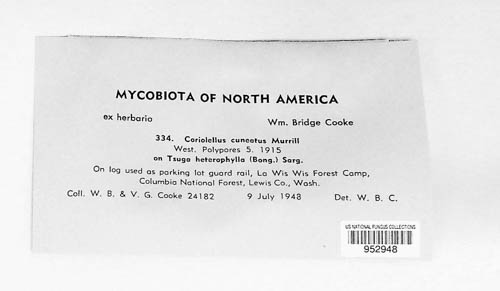 MYCOBIOTA OF NORTH AMERICA
ex herbario Wm. Bridge Cooke
334. Coriolellus cuneatus Murrill
West. Polypores 5. 1915
on Tsuga heterophylla (Bong.) Sarg.
On log used as parking lot guard rail, La Wis Wis Forest Camp,
Columbia National Forest, Lewis Co., Wash.
Coll. W. B. & V. G. Cooke 24182 9 July 1948 Det. W. B. C.
US NATIONAL FUNGUS COLLECTIONS
952948